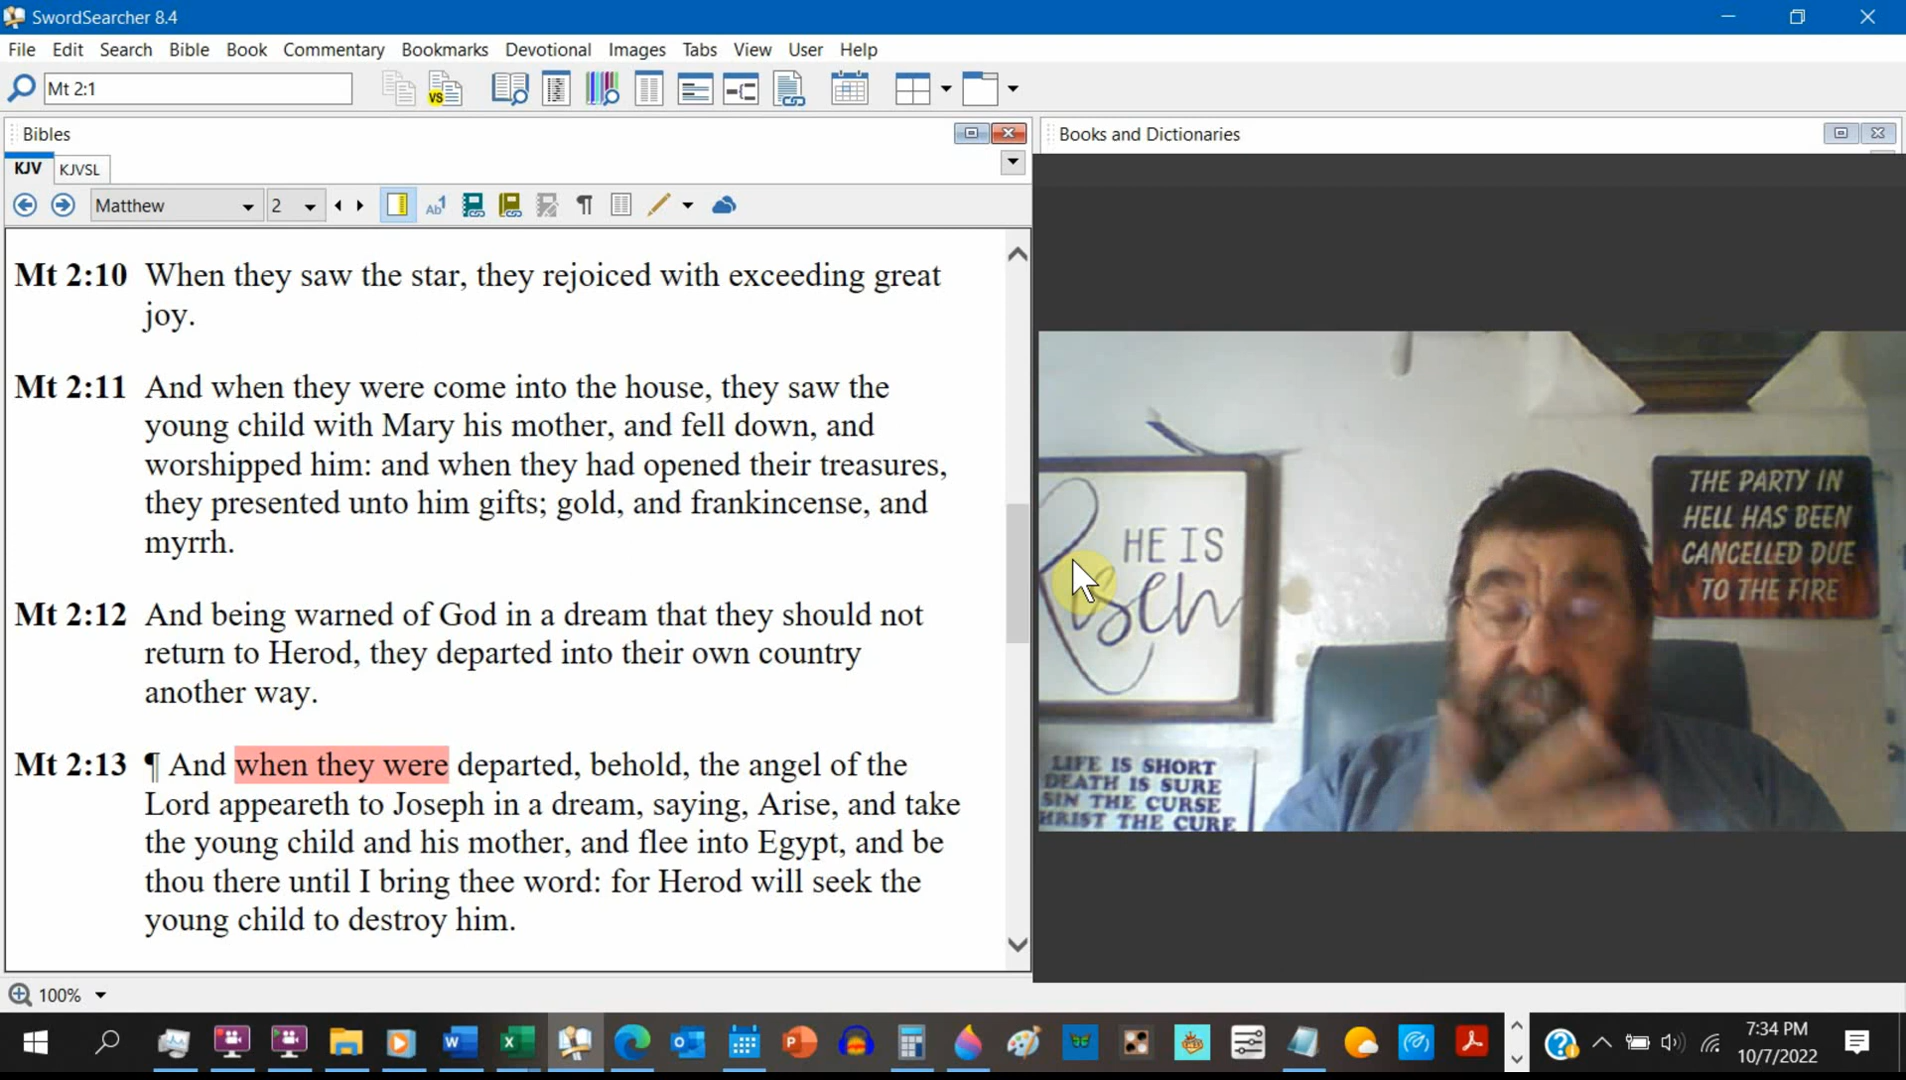 SwordSearcher 8.4
File Edit Search Bible Book Commentary Bookmarks Devotional Images Tabs View User Help
Mt 2:1
VS
Bibles
Books and Dictionaries
KJV KJVSL
Matthew 2
Mt 2:10 When they saw the star, they rejoiced with exceeding great
joy.
Mt 2:11 And when they were come into the house, they saw the
young child with Mary his mother, and fell down, and
worshipped him: and when they had opened their treasures,
they presented unto him gifts; gold, and frankincense, and
myrrh.
Mt 2:12 And being warned of God in a dream that they should not
return to Herod, they departed into their own country
another way.
Mt 2:13 ¶ And when they were departed, behold, the angel of the
Lord appeareth to Joseph in a dream, saying, Arise, and take
the young child and his mother, and flee into Egypt, and be
thou there until I bring thee word: for Herod will seek the
young child to destroy him.
HE IS
Risen
THE PARTY IN
HELL HAS BEEN
CANCELLED DUE
TO THE FIRE
LIFE IS SHORT
DEATH IS SURE
SIN THE CURSE
HRIST THE CURE
100%
7:34 PM
10/7/2022